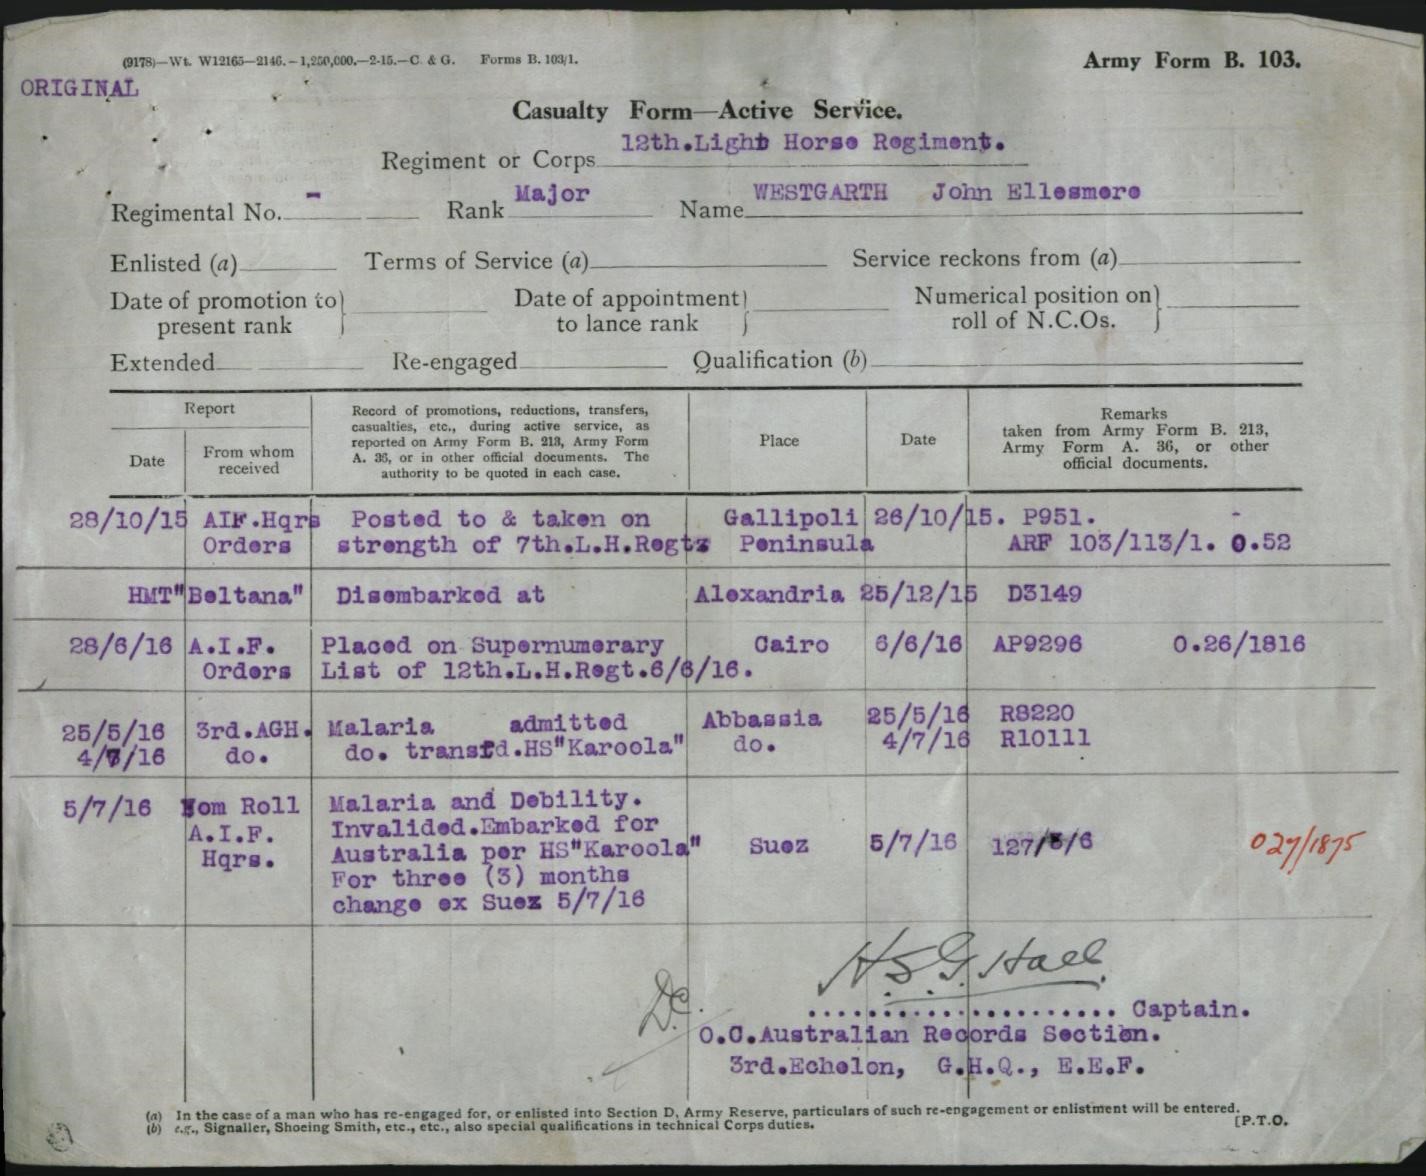 (9178)—Wt. W12165—2146.—1,250,000.—2-15.—C. & G. Forms B. 103/1.
Army Form B. 103.
ORIGINAL
Casualty Form—Active Service.
Regiment or Corps 12th.Light Horse Regiment.
Regimental No. - Rank Major Name WESTGARTH John Ellesmere
Enlisted (a) Terms of Service (a) Service reckons from (a)
Date of promotion to present rank } Date of appointment to lance rank } Numerical position on roll of N.C.Os. }
Extended Re-engaged Qualification (b)
Report
Date
From whom received
Record of promotions, reductions, transfers,
casualties, etc., during active service, as
reported on Army Form B. 213, Army Form
A. 36, or in other official documents. The
authority to be quoted in each case.
Place
Date
Remarks
taken from Army Form B. 213,
Army Form A. 36, or other
official documents.
28/10/15 AIF.Hqrs Posted to & taken on Gallipoli 26/10/15. P951. -
Orders strength of 7th.L.H.Regt Peninsula ARF 103/113/1. O.52
HMT"Beltana" Disembarked at Alexandria 25/12/15 D3149
28/6/16 A.I.F. Placed on Supernumerary Cairo 6/6/16 AP9296 O.26/1816
Orders List of 12th.L.H.Regt.6/6/16.
25/5/16 3rd.AGH. Malaria admitted Abbassia 25/5/16 R8220
4/7/16 do. do. transfd.HS"Karoola" do. 4/7/16 R10111
5/7/16 Nom Roll Malaria and Debility.
A.I.F. Invalided.Embarked for
Hqrs. Australia per HS"Karoola" Suez 5/7/16 127/3/6 027/1875
For three (3) months
change ex Suez 5/7/16
H.S.G. Hall.
D.C.
.................... Captain.
O.C.Australian Records Section.
3rd.Echelon, G.H.Q., E.E.F.
(a) In the case of a man who has re-engaged for, or enlisted into Section D, Army Reserve, particulars of such re-engagement or enlistment will be entered.
(b) e.g., Signaller, Shoeing Smith, etc., etc., also special qualifications in technical Corps duties.
[P.T.O.